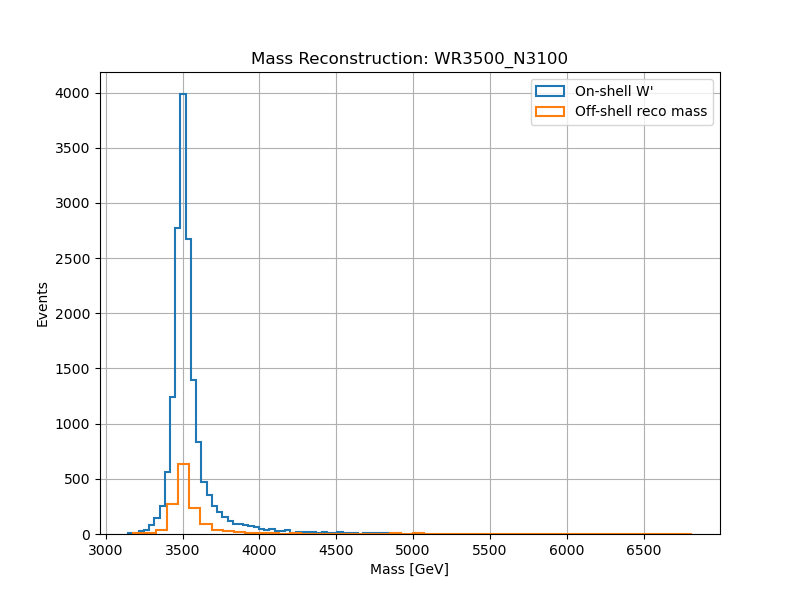 Mass Reconstruction: WR3500_N3100
On-shell W'
Off-shell reco mass
4000
3500
3000
2500
2000
1500
1000
500
0
Events
3000 3500 4000 4500 5000 5500 6000 6500
Mass [GeV]